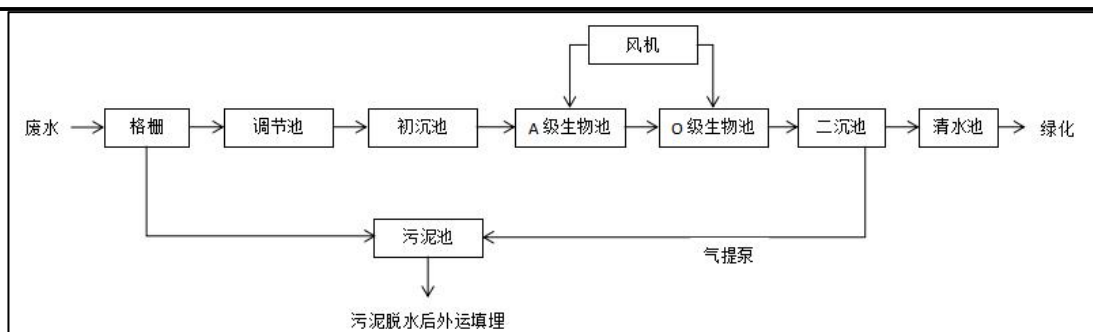 风机
废水
格栅
调节池
初沉池
A级生物池
O级生物池
二沉池
清水池
绿化
污泥池
气提泵
污泥脱水后外运填埋